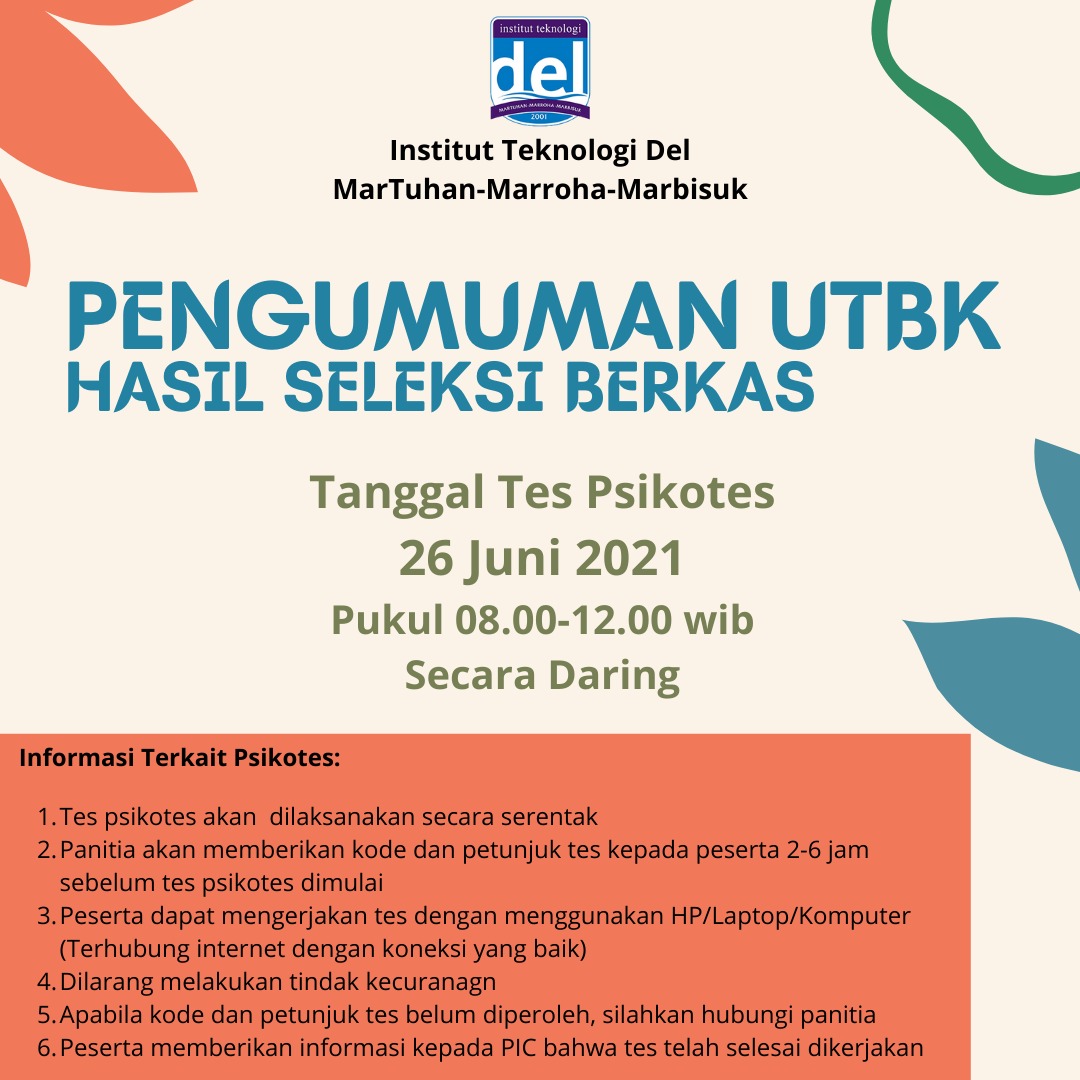 institut teknologi
del
MARTUHAN-MARROHA-MARBISUK
2001
Institut Teknologi Del
MarTuhan-Marroha-Marbisuk
PENGUMUMAN UTBK
HASIL SELEKSI BERKAS
Tanggal Tes Psikotes
26 Juni 2021
Pukul 08.00-12.00 wib
Secara Daring
Informasi Terkait Psikotes:
1. Tes psikotes akan  dilaksanakan secara serentak
2. Panitia akan memberikan kode dan petunjuk tes kepada peserta 2-6 jam
sebelum tes psikotes dimulai
3. Peserta dapat mengerjakan tes dengan menggunakan HP/Laptop/Komputer
(Terhubung internet dengan koneksi yang baik)
4. Dilarang melakukan tindak kecuranagn
5. Apabila kode dan petunjuk tes belum diperoleh, silahkan hubungi panitia
6. Peserta memberikan informasi kepada PIC bahwa tes telah selesai dikerjakan